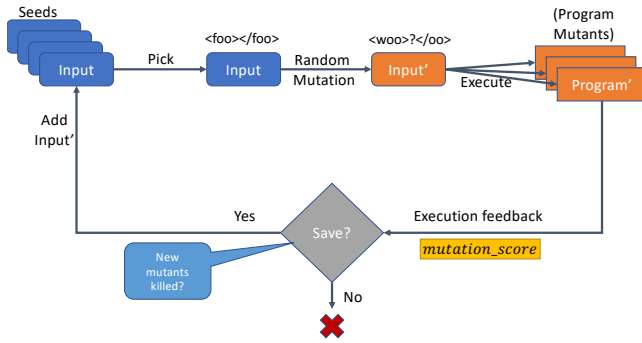 Seeds
Input
Pick
<foo></foo>
Input
Random
Mutation
<woo>?</oo>
Input’
Execute
(Program
Mutants)
Program’
Add
Input’
Yes
Save?
Execution feedback
mutation_score
New
mutants
killed?
No